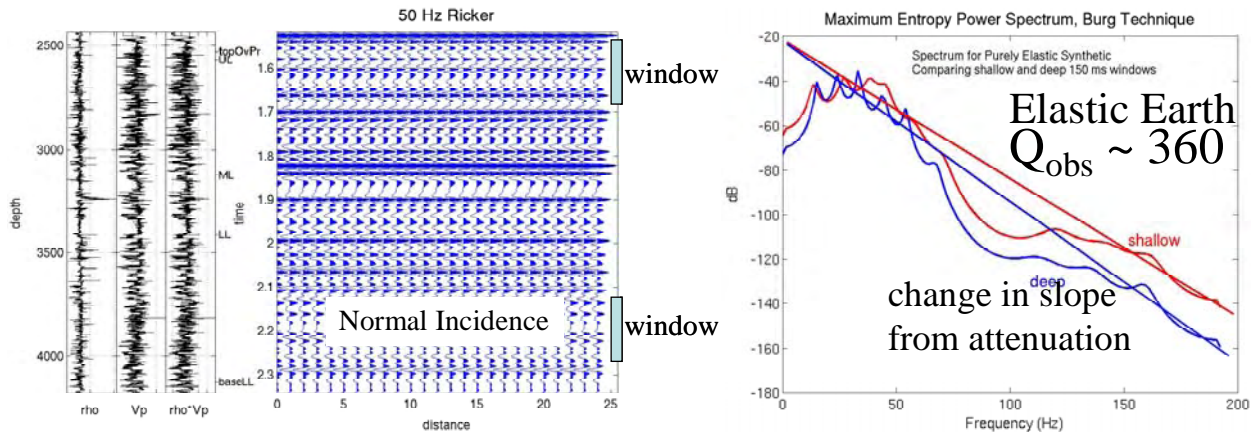 50 Hz Ricker
2500
3000
3500
4000
depth
rho
Vp
rho*Vp
topOvPr
UL
ML
LL
baseLL
time
1.6
1.7
1.8
1.9
2
2.1
2.2
2.3
0 5 10 15 20 25
distance
window
Normal Incidence
window
Maximum Entropy Power Spectrum, Burg Technique
-20
-40
-60
-80
-100
-120
-140
-160
-180
dB
Spectrum for Purely Elastic Synthetic
Comparing shallow and deep 150 ms windows
Elastic Earth
Qobs ~ 360
shallow
deep
change in slope
from attenuation
0 50 100 150 200
Frequency (Hz)